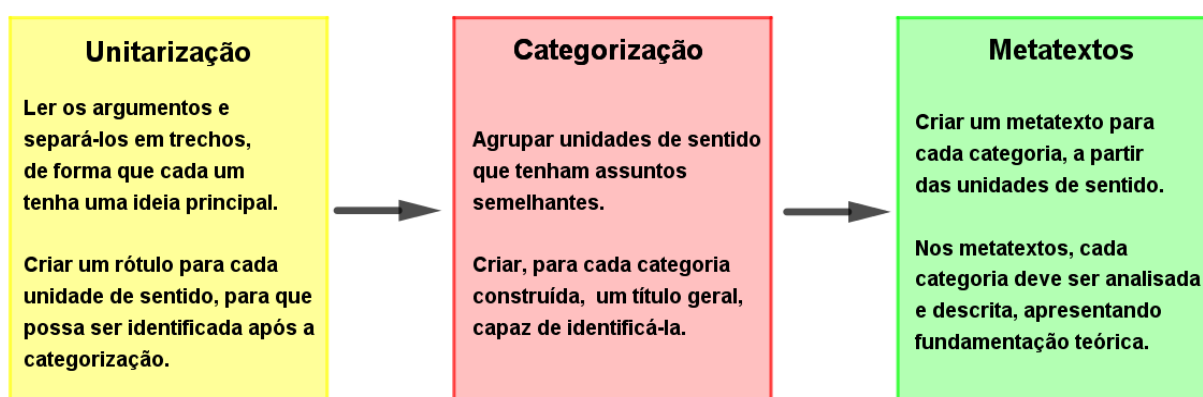 Unitarização
Ler os argumentos e
separá-los em trechos,
de forma que cada um
tenha uma ideia principal.
Criar um rótulo para cada
unidade de sentido, para que
possa ser identificada após a
categorização.
Categorização
Agrupar unidades de sentido
que tenham assuntos
semelhantes.
Criar, para cada categoria
construída, um título geral,
capaz de identificá-la.
Metatextos
Criar um metatexto para
cada categoria, a partir
das unidades de sentido.
Nos metatextos, cada
categoria deve ser analisada
e descrita, apresentando
fundamentação teórica.